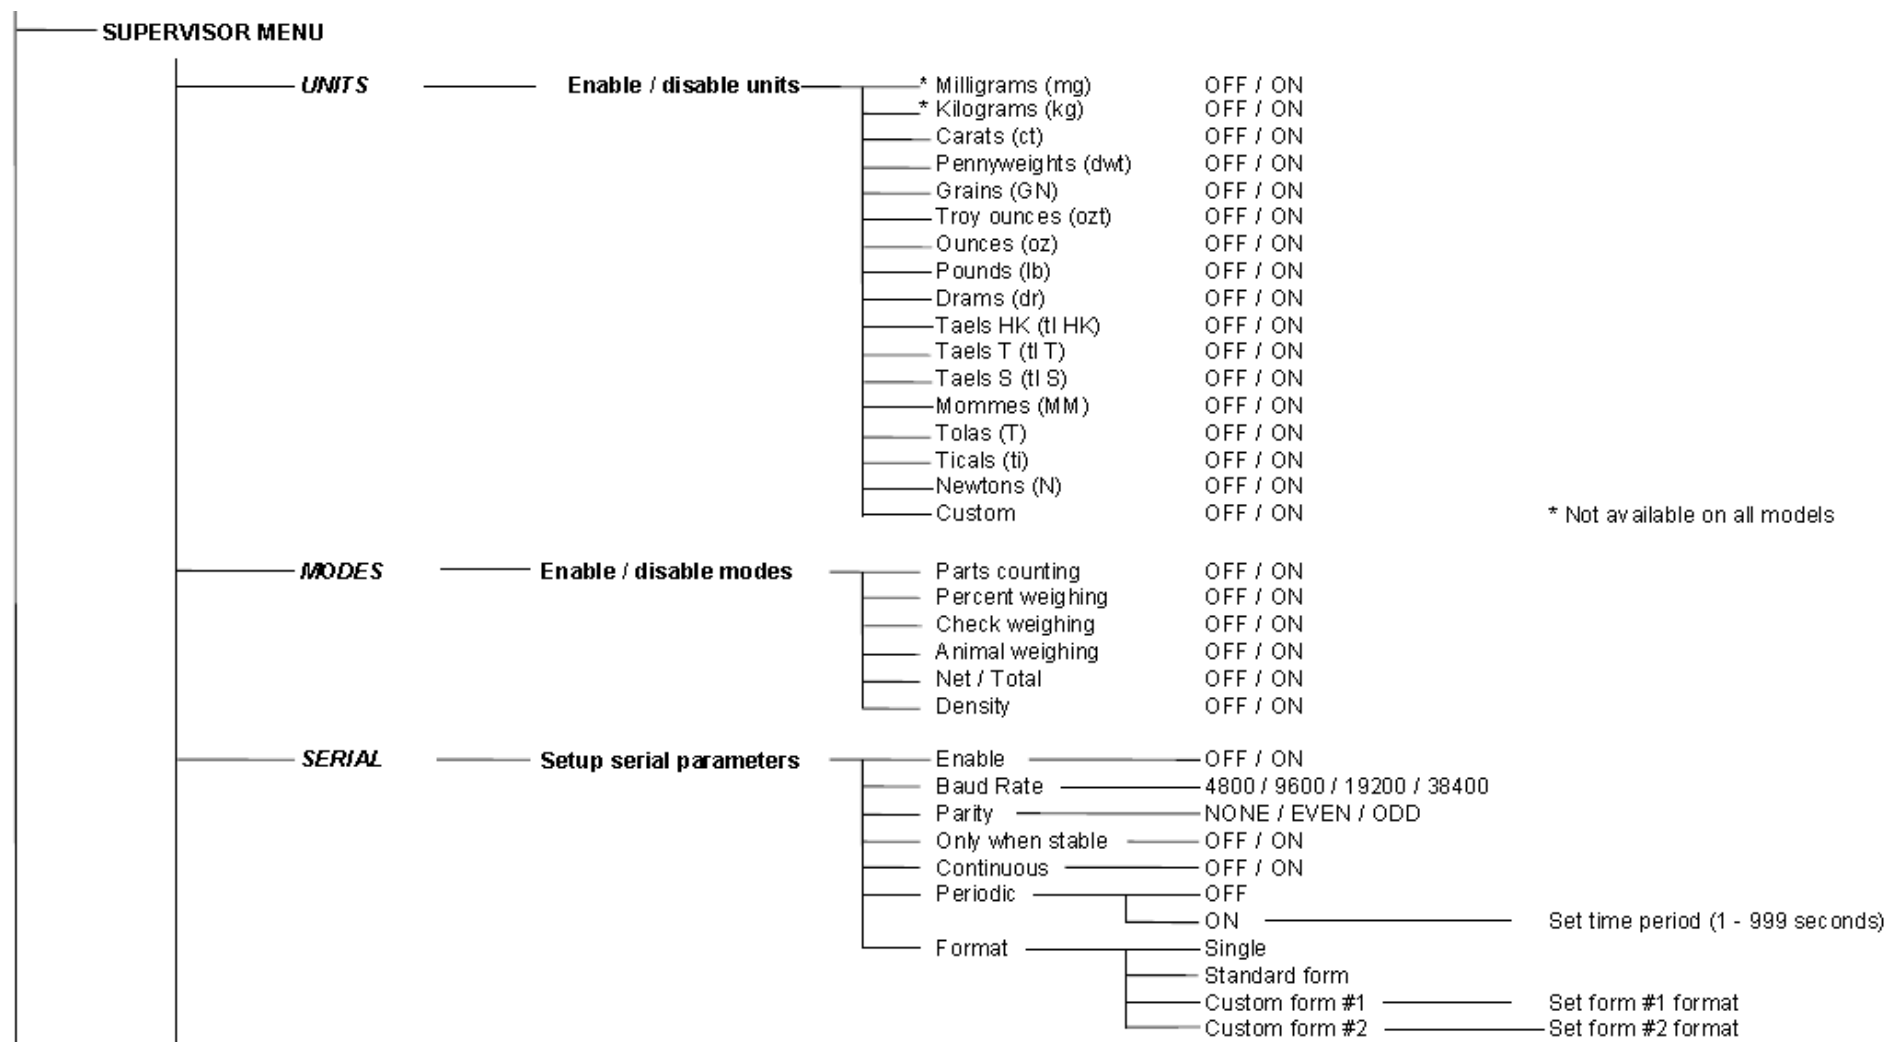 SUPERVISOR MENU
UNITS Enable / disable units * Milligrams (mg) OFF / ON
* Kilograms (kg) OFF / ON
Carats (ct) OFF / ON
Pennyweights (dwt) OFF / ON
Grains (GN) OFF / ON
Troy ounces (ozt) OFF / ON
Ounces (oz) OFF / ON
Pounds (lb) OFF / ON
Drams (dr) OFF / ON
Taels HK (tl HK) OFF / ON
Taels T (tl T) OFF / ON
Taels S (tl S) OFF / ON
Mommes (MM) OFF / ON
Tolas (T) OFF / ON
Ticals (ti) OFF / ON
Newtons (N) OFF / ON
Custom OFF / ON * Not available on all models
MODES Enable / disable modes Parts counting OFF / ON
Percent weighing OFF / ON
Check weighing OFF / ON
Animal weighing OFF / ON
Net / Total OFF / ON
Density OFF / ON
SERIAL Setup serial parameters Enable OFF / ON
Baud Rate 4800 / 9600 / 19200 / 38400
Parity NONE / EVEN / ODD
Only when stable OFF / ON
Continuous OFF / ON
Periodic OFF
ON Set time period (1 - 999 seconds)
Format Single
Standard form
Custom form #1 Set form #1 format
Custom form #2 Set form #2 format